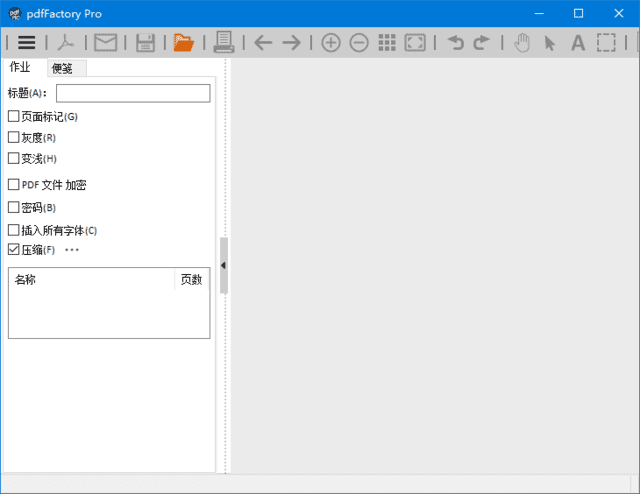 pdfFactory Pro
作业
便笺
标题(A):
页面标记(G)
灰度(R)
变浅(H)
PDF 文件 加密
密码(B)
插入所有字体(C)
压缩(F) ...
名称 页数